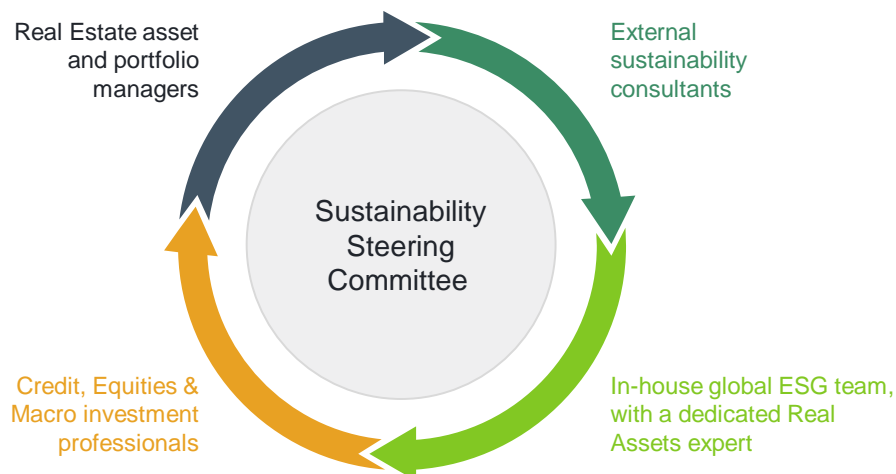 Real Estate asset
and portfolio
managers
External
sustainability
consultants
Sustainability
Steering
Committee
Credit, Equities &
Macro investment
professionals
In-house global ESG team,
with a dedicated Real
Assets expert